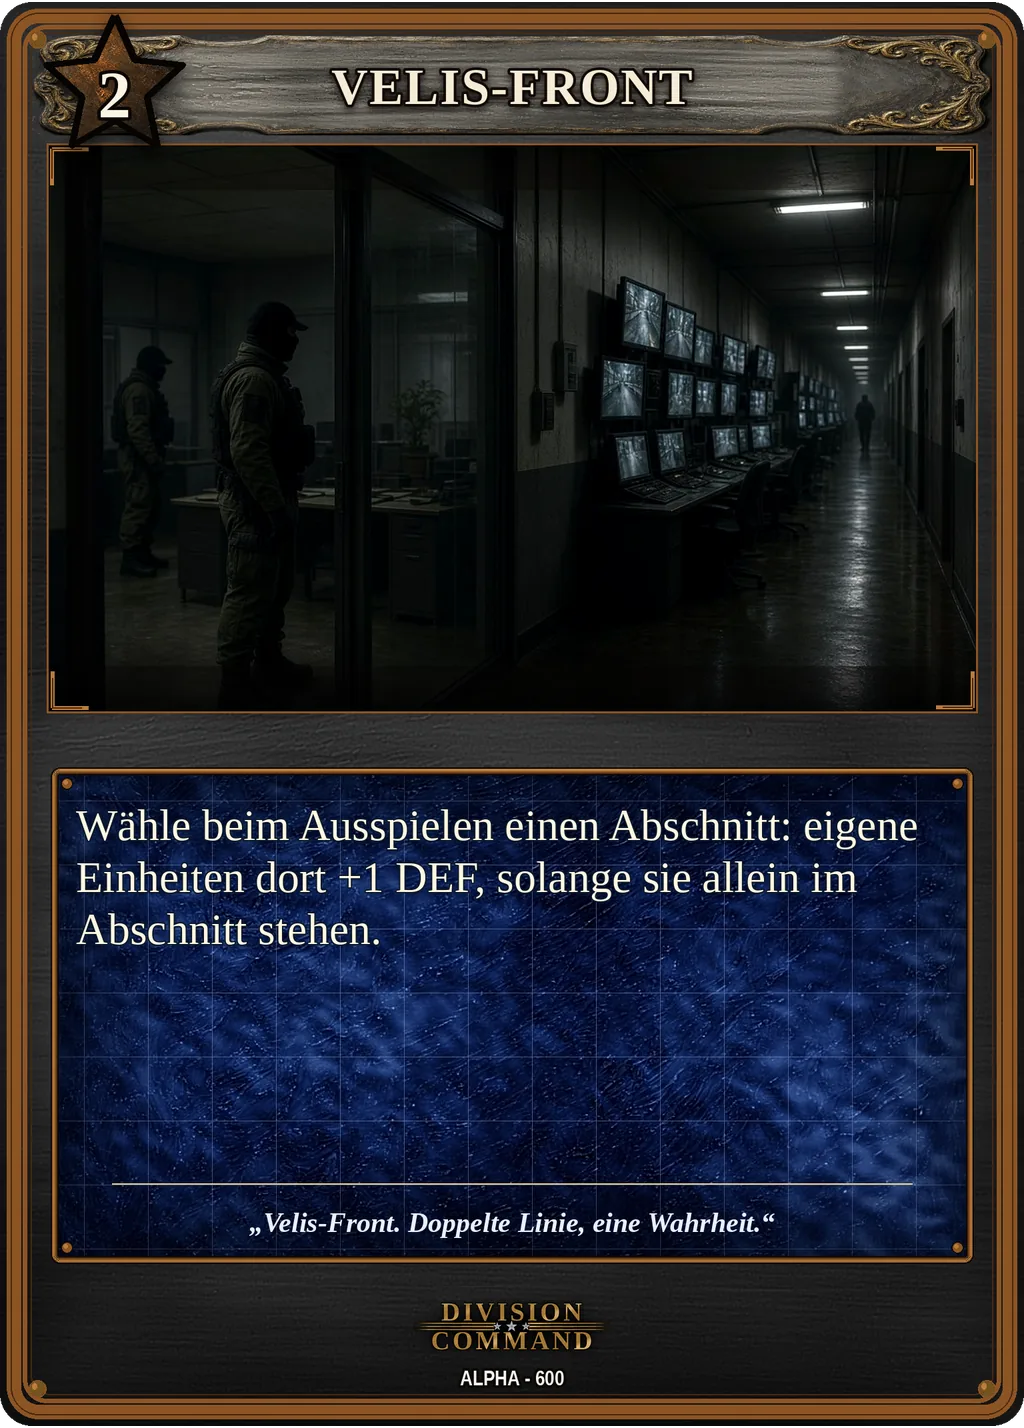 2
VELIS-FRONT
Wähle beim Ausspielen einen Abschnitt: eigene
Einheiten dort +1 DEF, solange sie allein im
Abschnitt stehen.
„Velis-Front. Doppelte Linie, eine Wahrheit.“
DIVISION
COMMAND
ALPHA - 600